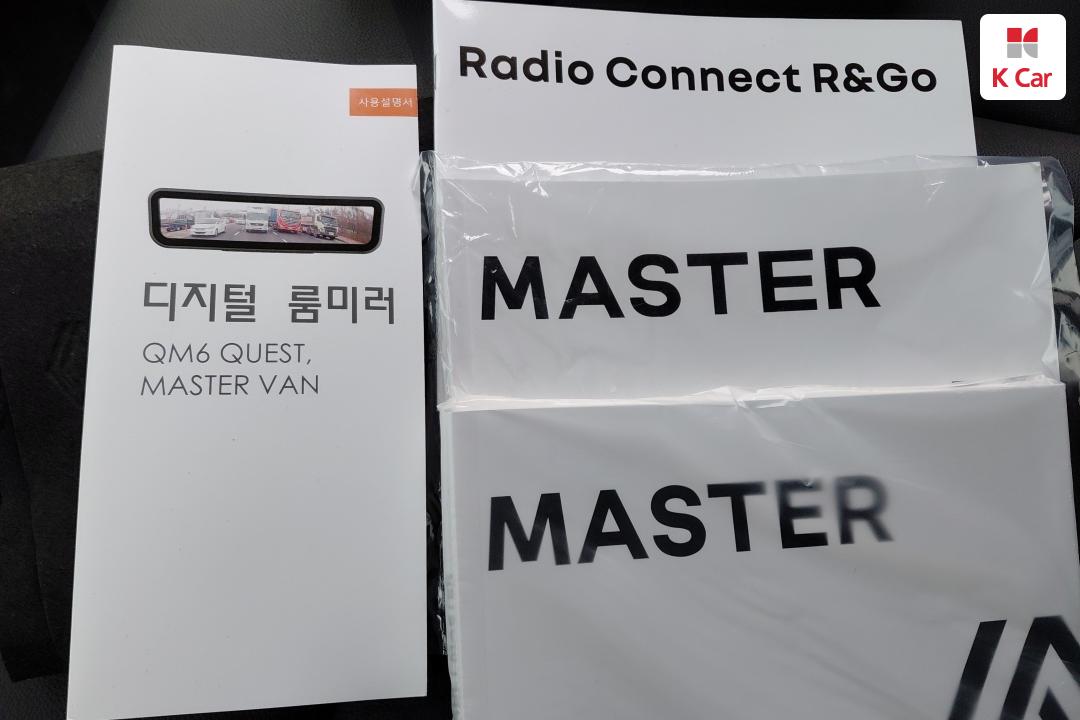 사용설명서
디지털 룸미러
QM6 QUEST,
MASTER VAN
Radio Connect R&Go
MASTER
MASTER
K Car